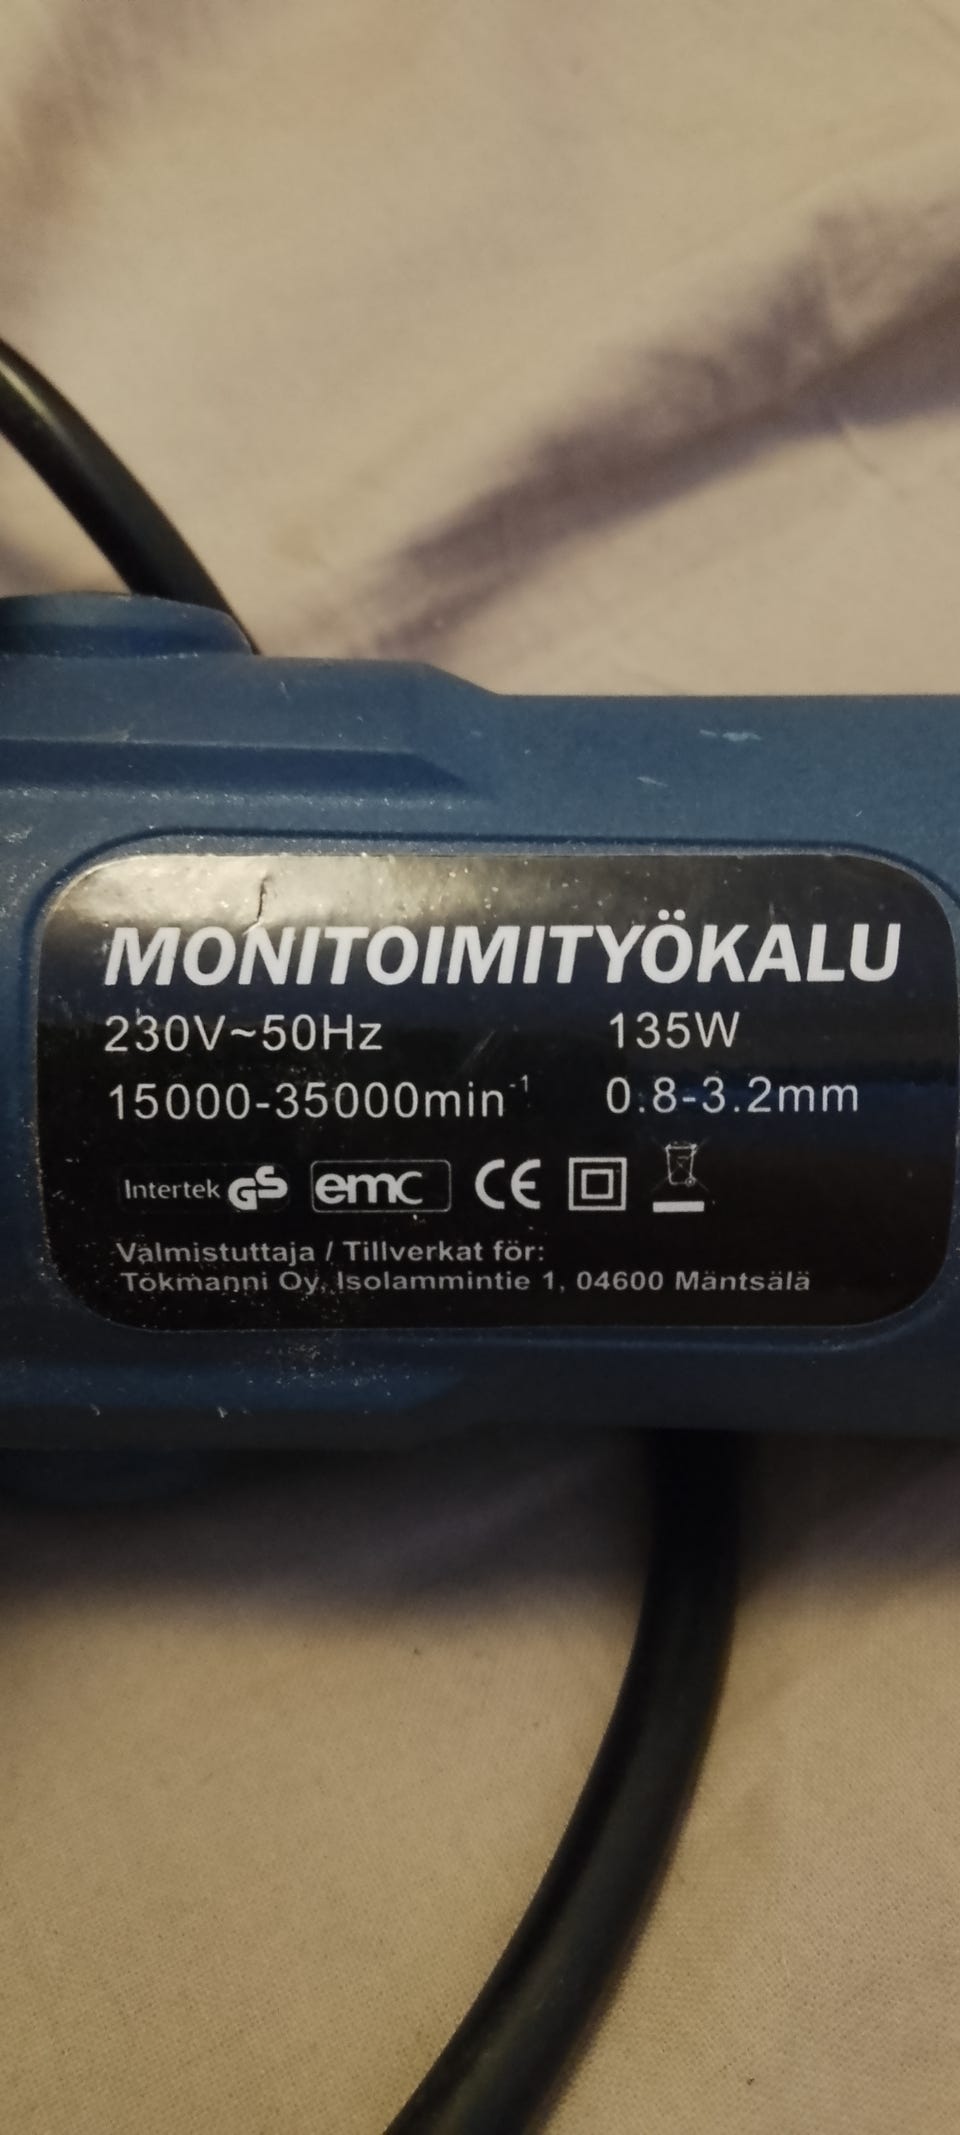 MONITOIMITYÖKALU
230V~50Hz 135W
15000-35000min⁻¹ 0.8-3.2mm
Intertek GS emc CE
Valmistuttaja / Tillverkat för:
Tokmanni Oy, Isolammintie 1, 04600 Mäntsälä